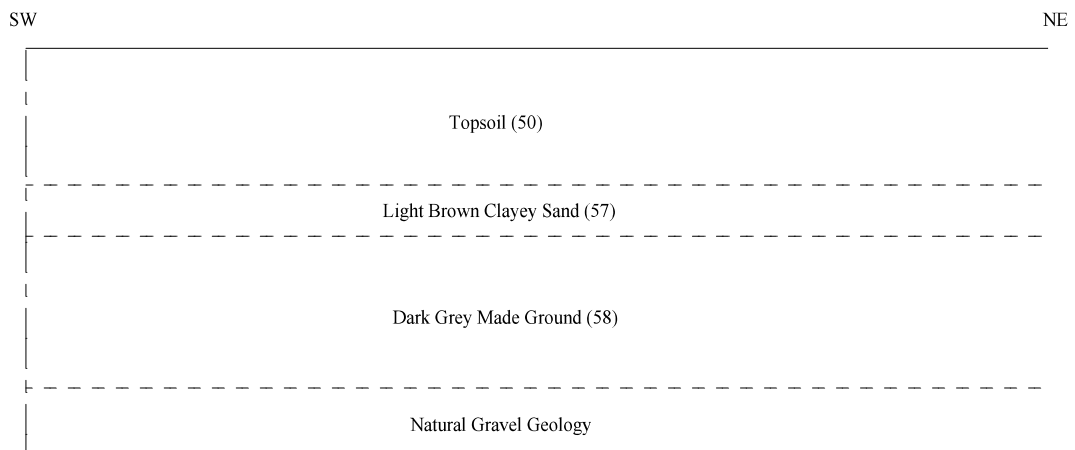 SW
NE
Topsoil (50)
Light Brown Clayey Sand (57)
Dark Grey Made Ground (58)
Natural Gravel Geology